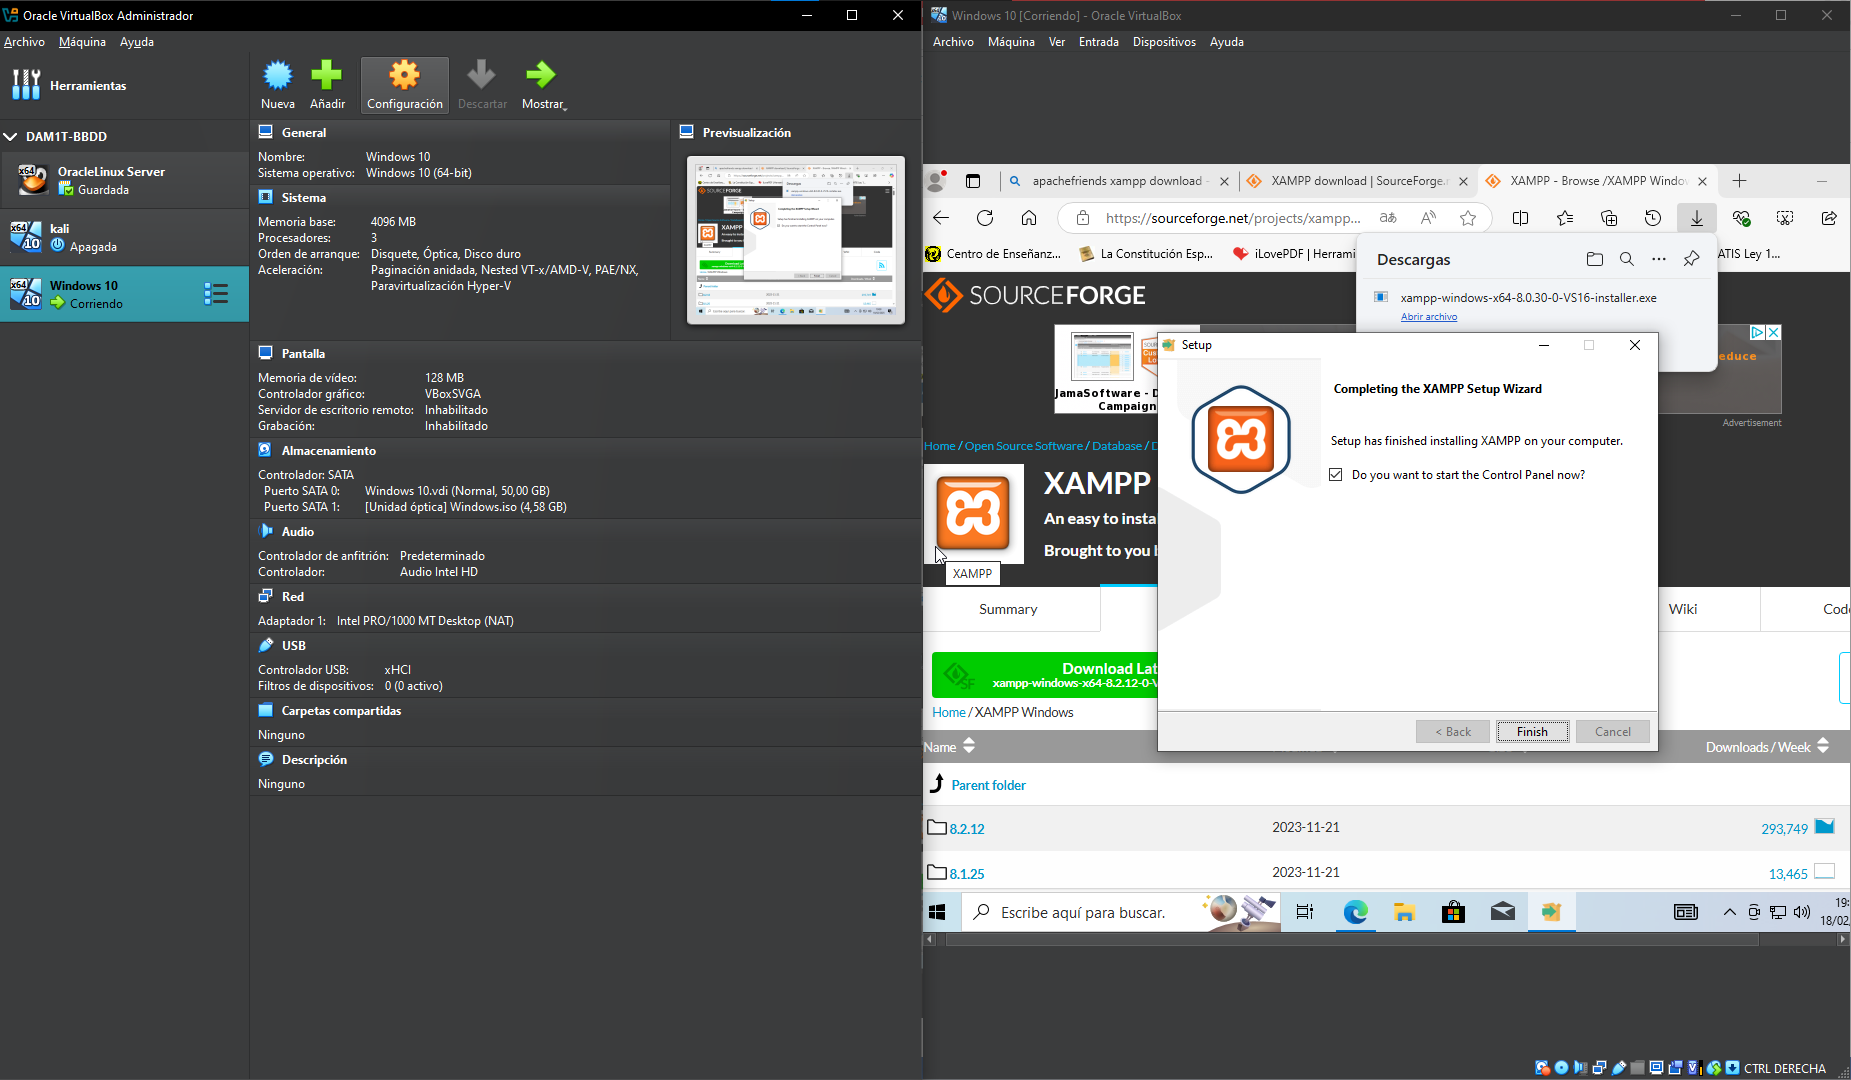 Oracle VirtualBox Administrador
Archivo Máquina Ayuda
Herramientas
Nueva Añadir Configuración Descartar Mostrar
DAM1T-BBDD
OracleLinux Server
Guardada
kali
Apagada
Windows 10
Corriendo
General
Nombre: Windows 10
Sistema operativo: Windows 10 (64-bit)
Sistema
Memoria base: 4096 MB
Procesadores: 3
Orden de arranque: Disquete, Óptica, Disco duro
Aceleración: Paginación anidada, Nested VT-x/AMD-V, PAE/NX,
Paravirtualización Hyper-V
Previsualización
Pantalla
Memoria de vídeo: 128 MB
Controlador gráfico: VBoxSVGA
Servidor de escritorio remoto: Inhabilitado
Grabación: Inhabilitado
Almacenamiento
Controlador: SATA
Puerto SATA 0: Windows 10.vdi (Normal, 50,00 GB)
Puerto SATA 1: [Unidad óptica] Windows.iso (4,58 GB)
Audio
Controlador de anfitrión: Predeterminado
Controlador: Audio Intel HD
Red
Adaptador 1: Intel PRO/1000 MT Desktop (NAT)
USB
Controlador USB: xHCI
Filtros de dispositivos: 0 (0 activo)
Carpetas compartidas
Ninguno
Descripción
Ninguno
Windows 10 [Corriendo] - Oracle VirtualBox
Archivo Máquina Ver Entrada Dispositivos Ayuda
apachefriends xampp download - XAMPP download | SourceForge.n XAMPP - Browse /XAMPP Windo
https://sourceforge.net/projects/xampp...
Centro de Enseñanz... La Constitución Esp... iLovePDF | Herrami ATIS Ley 1...
Descargas
xampp-windows-x64-8.0.30-0-VS16-installer.exe
Abrir archivo
SOURCEFORGE
JamaSoftware - D
Campaign
educe
Advertisement
Home / Open Source Software / Database / D
XAMPP
An easy to insta
Brought to you b
XAMPP
Setup
Completing the XAMPP Setup Wizard
Setup has finished installing XAMPP on your computer.
Do you want to start the Control Panel now?
< Back Finish Cancel
Summary Wiki Cod
Download Lat
xampp-windows-x64-8.2.12-0-V
Home / XAMPP Windows
Name Downloads / Week
Parent folder
8.2.12 2023-11-21 293,749
8.1.25 2023-11-21 13,465
Escribe aquí para buscar.
19:
18/02,
CTRL DERECHA